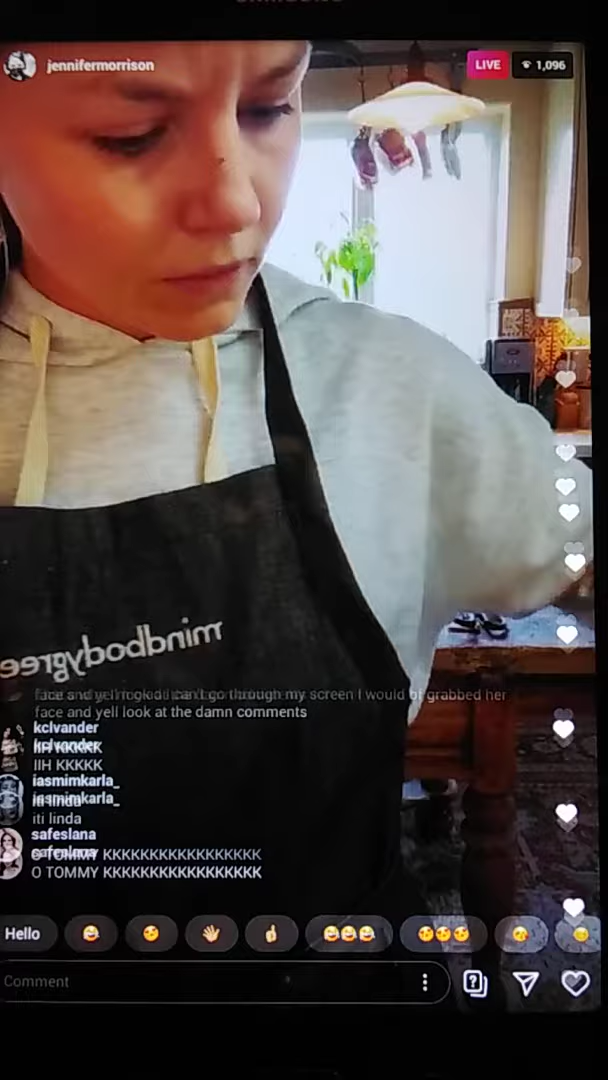 jennifermorrison
LIVE
1,096
mindbodygree
face and yell look at the damn comments
kclvander
IIH KKKKK
iasmimkarla_
iti linda
safeslana
O TOMMY KKKKKKKKKKKKKKKKK
Hello
Comment